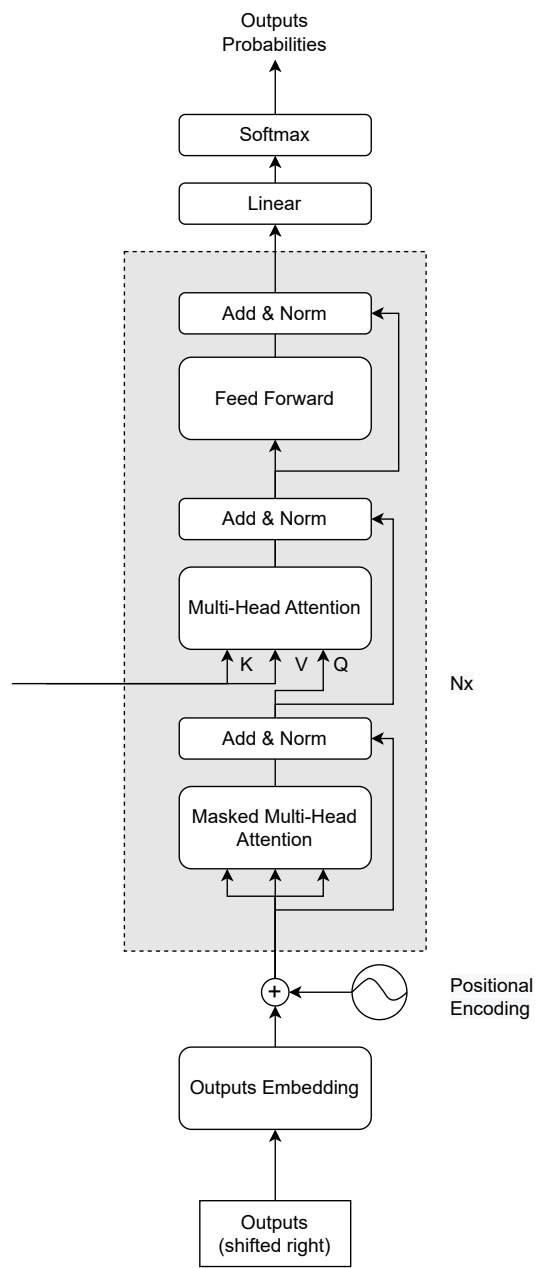 Outputs
Probabilities
Softmax
Linear
Add & Norm
Feed Forward
Add & Norm
Multi-Head Attention
K V Q
Nx
Add & Norm
Masked Multi-Head
Attention
+
Positional
Encoding
Outputs Embedding
Outputs
(shifted right)